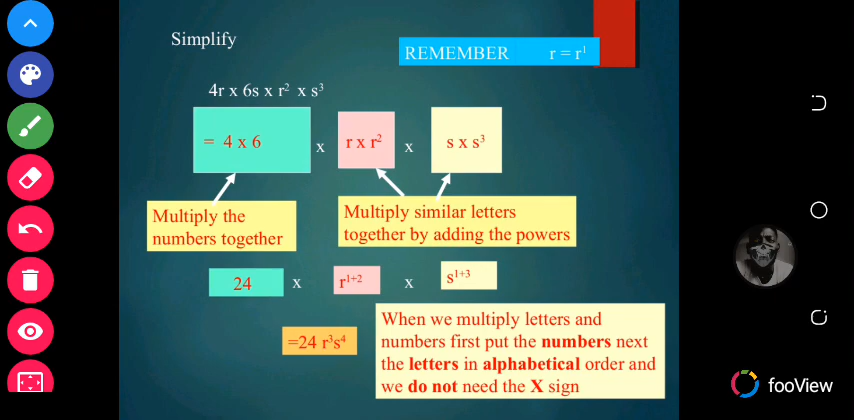 Simplify
REMEMBER r = r¹
4r x 6s x r² x s³
= 4 x 6 x r x r² x s x s³
Multiply the
numbers together
Multiply similar letters
together by adding the powers
24 x r¹⁺² x s¹⁺³
=24 r³s⁴
When we multiply letters and
numbers first put the numbers next
the letters in alphabetical order and
we do not need the X sign
fooView